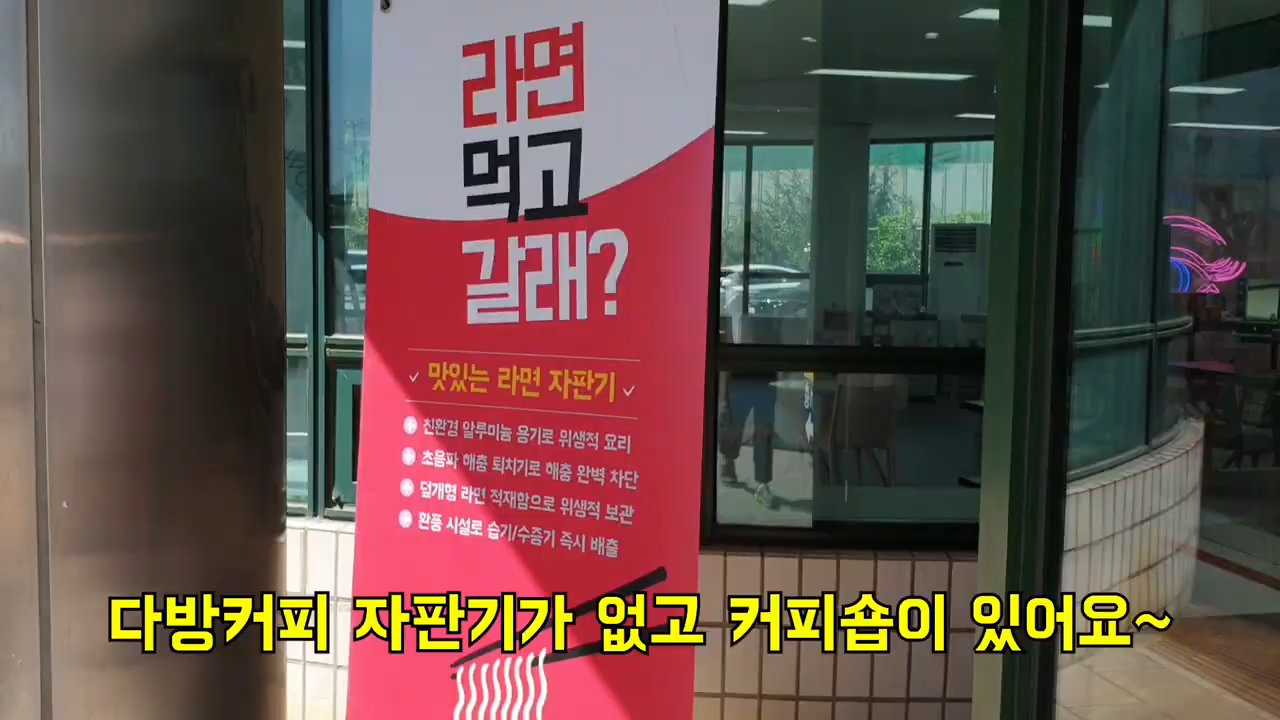 라면
먹고
갈래?
맛있는 라면 자판기
친환경 알루미늄 용기로 위생적 요리
초음파 해충 퇴치기로 해충 완벽 차단
덮개형 라면 적재함으로 위생적 보관
환풍 시설로 습기/수증기 즉시 배출
다방커피 자판기가 없고 커피숍이 있어요~